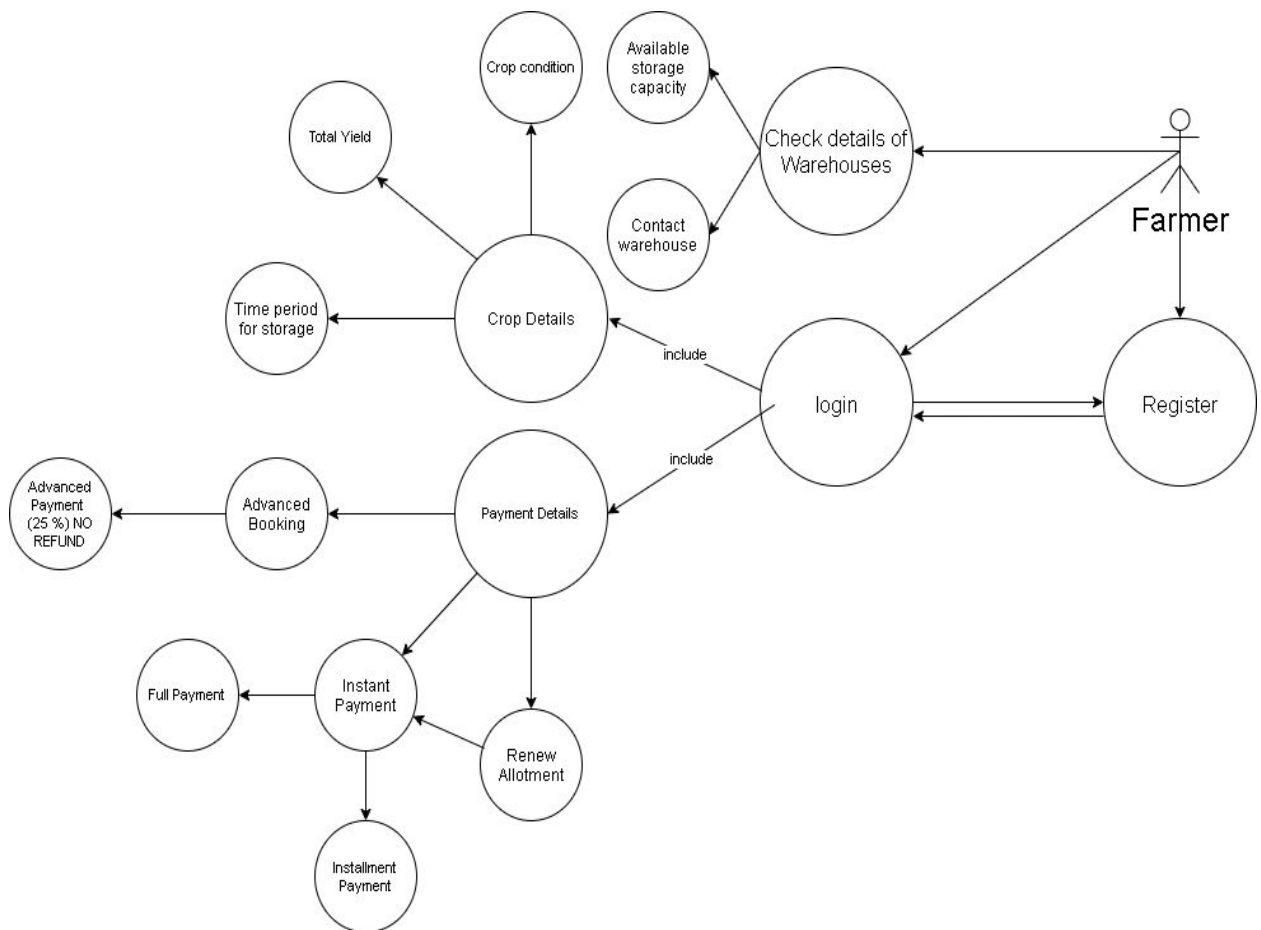 Crop condition
Available
storage
capacity
Total Yield
Check details of
Warehouses
Farmer
Contact
warehouse
Time period
for storage
Crop Details
include
login
Register
include
Advanced
Payment
(25 %) NO
REFUND
Advanced
Booking
Payment Details
Full Payment
Instant
Payment
Renew
Allotment
Installment
Payment